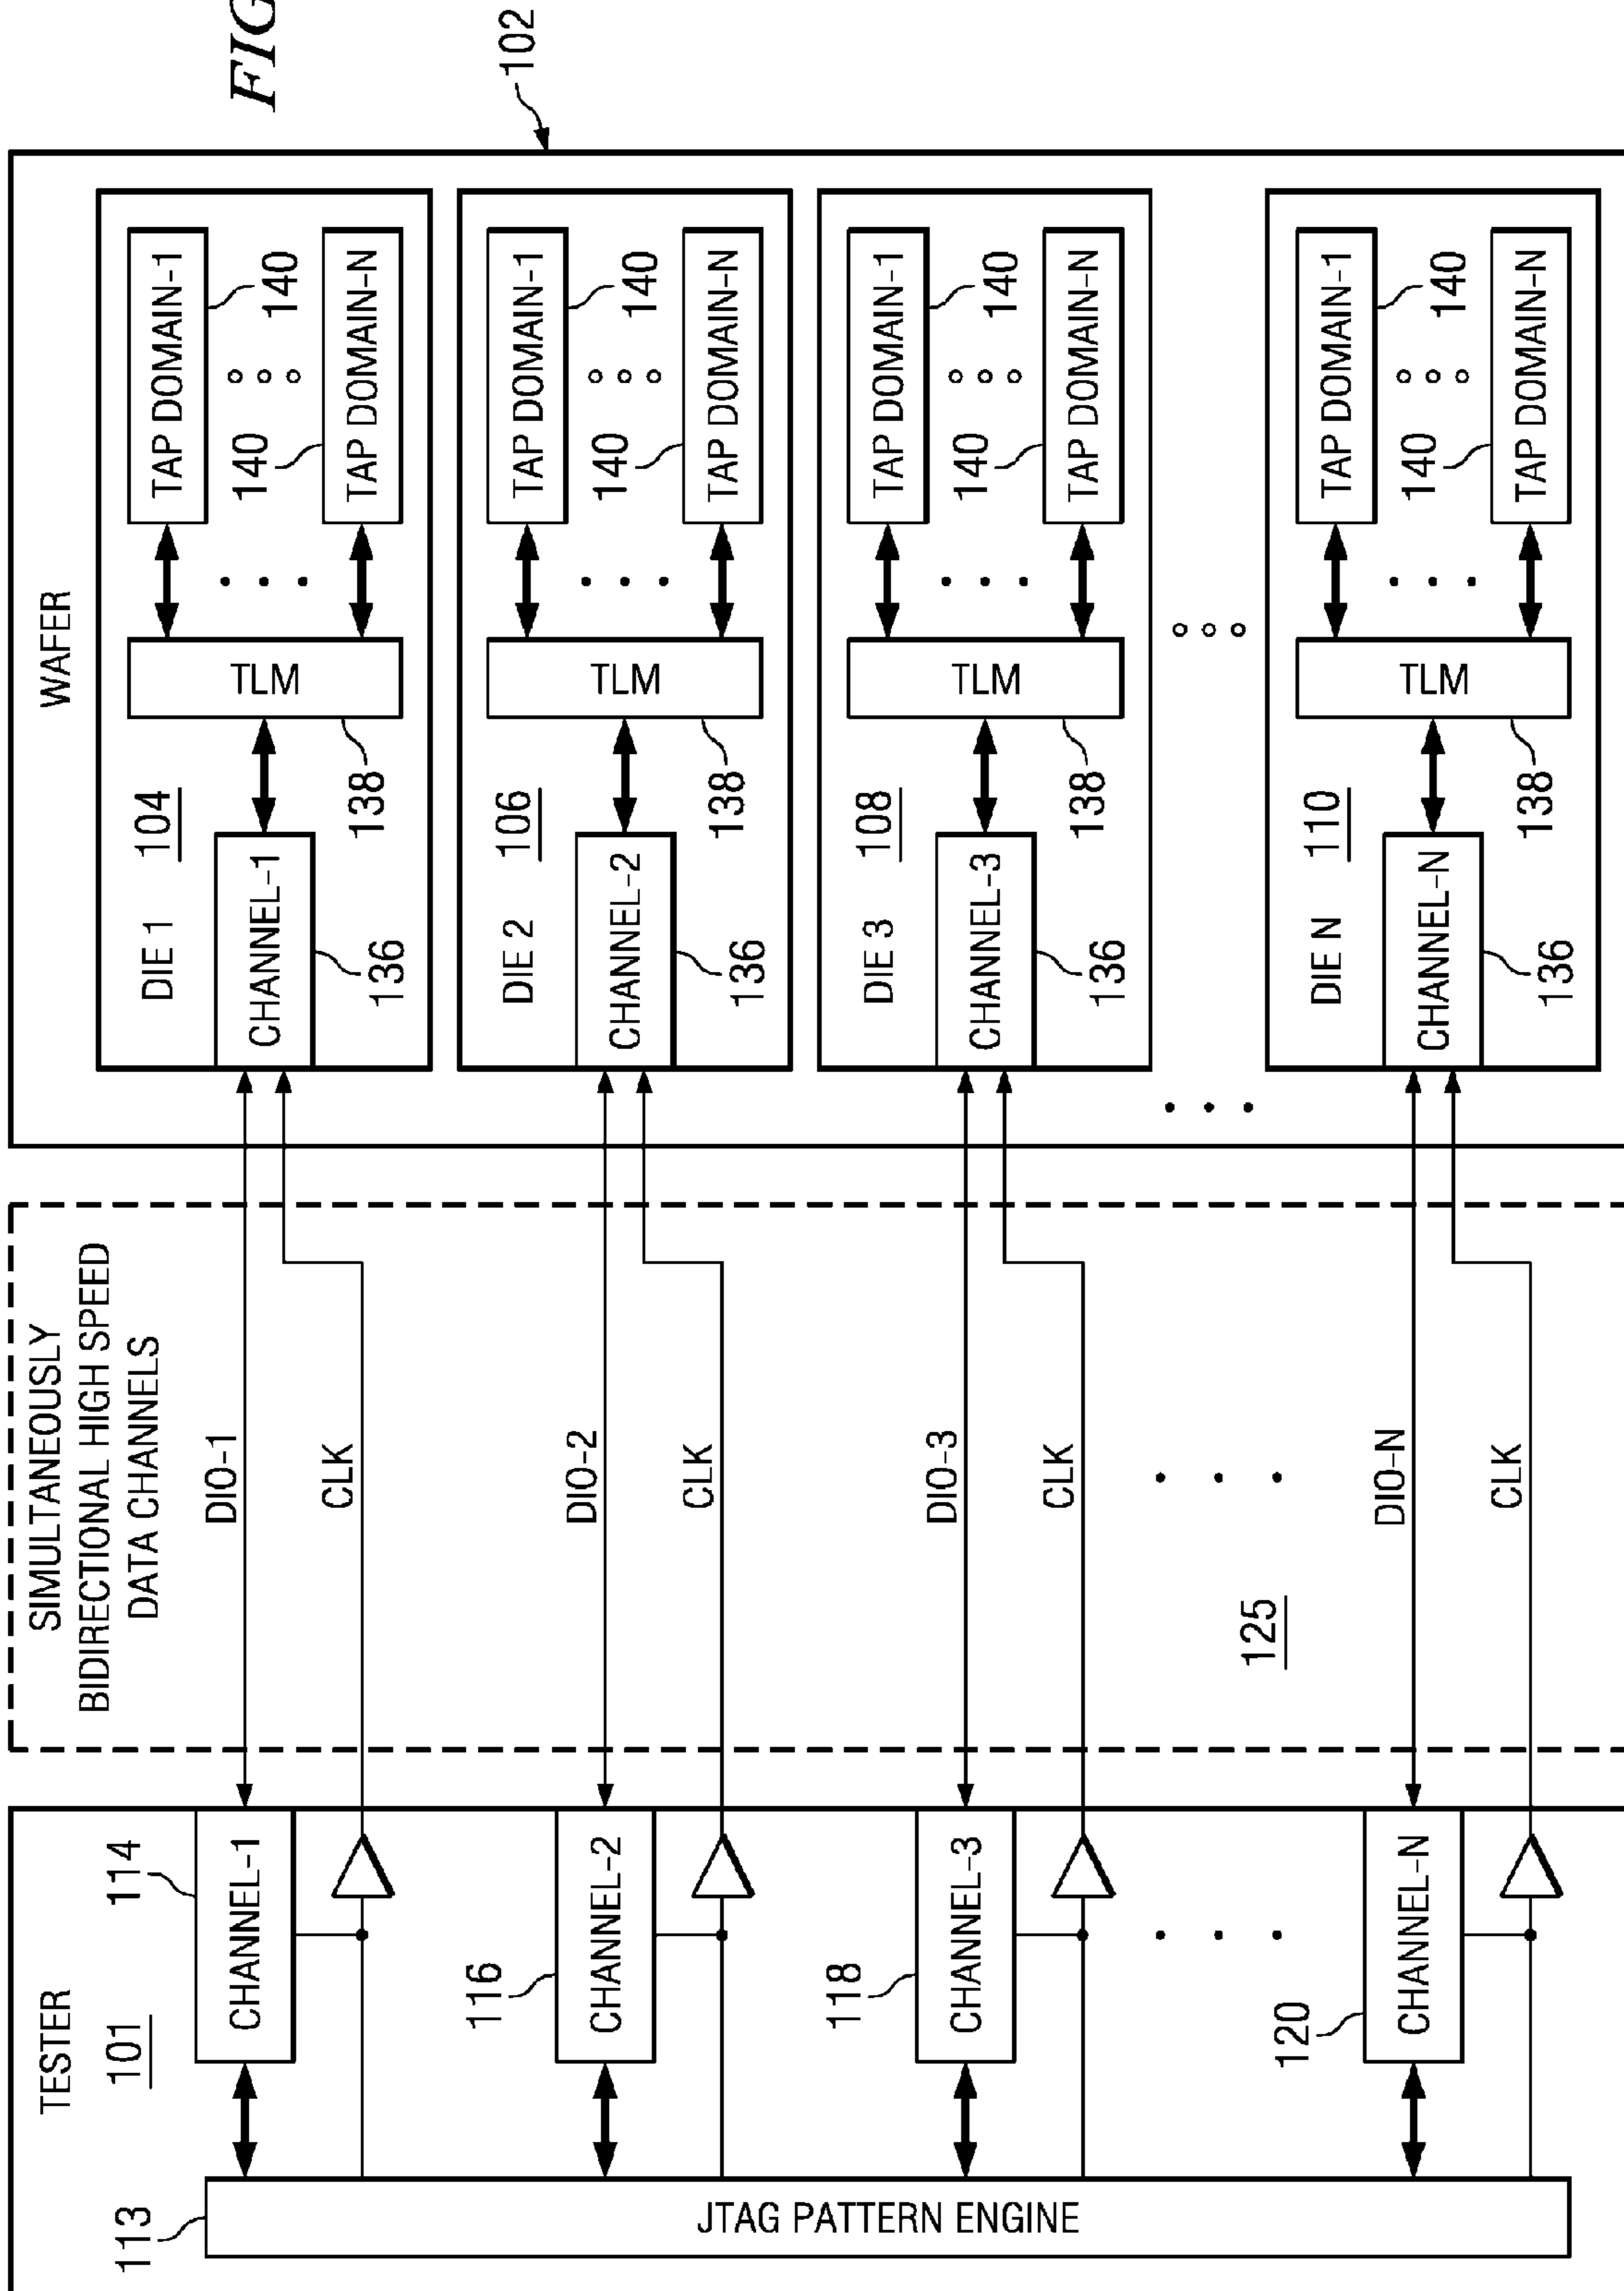 FIG
102
WAFER
DIE 1
104
CHANNEL-1
136
TLM
138
TAP DOMAIN-1
140
140
TAP DOMAIN-N
DIE 2
106
CHANNEL-2
136
TLM
138
TAP DOMAIN-1
140
140
TAP DOMAIN-N
DIE 3
108
CHANNEL-3
136
TLM
138
TAP DOMAIN-1
140
140
TAP DOMAIN-N
DIE N
110
CHANNEL-N
136
TLM
138
TAP DOMAIN-1
140
140
TAP DOMAIN-N
SIMULTANEOUSLY
BIDIRECTIONAL HIGH SPEED
DATA CHANNELS
DIO-1
CLK
DIO-2
CLK
DIO-3
CLK
125
DIO-N
CLK
TESTER
101
113
JTAG PATTERN ENGINE
114
CHANNEL-1
116
CHANNEL-2
118
CHANNEL-3
120
CHANNEL-N